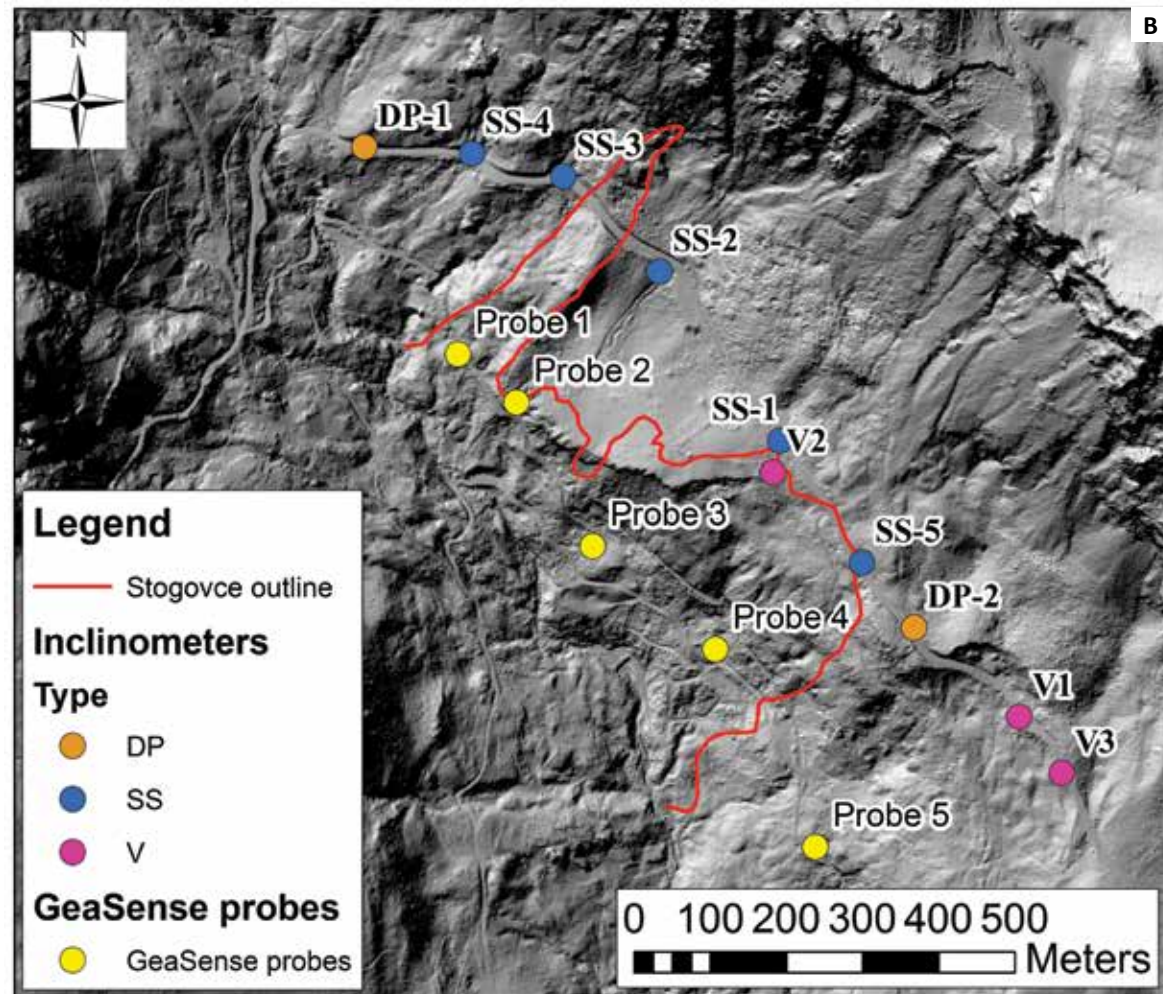 B
N
DP-1
SS-4
SS-3
SS-2
Probe 1
Probe 2
SS-1
V2
Probe 3
SS-5
DP-2
Probe 4
V1
V3
Probe 5
Legend
Stogovce outline
Inclinometers
Type
DP
SS
V
GeaSense probes
GeaSense probes
0 100 200 300 400 500
Meters